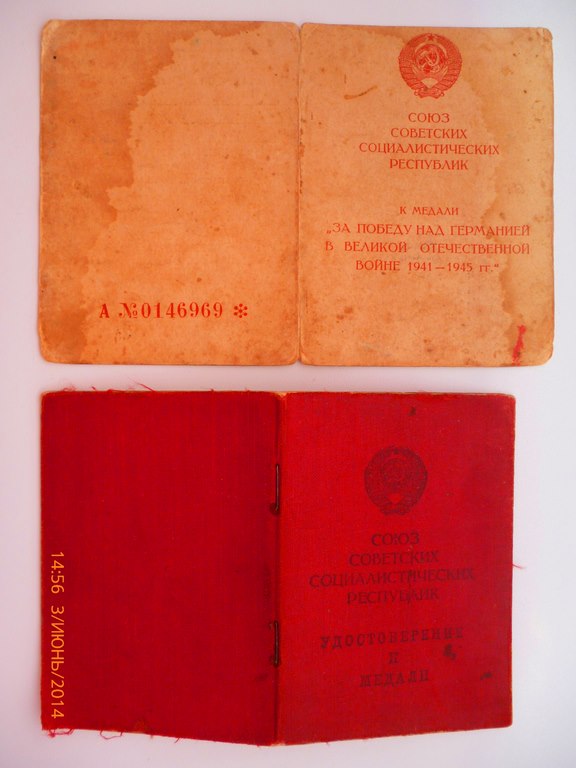 СОЮЗ
СОВЕТСКИХ
СОЦИАЛИСТИЧЕСКИХ
РЕСПУБЛИК
К МЕДАЛИ
„ЗА ПОБЕДУ НАД ГЕРМАНИЕЙ
В ВЕЛИКОЙ ОТЕЧЕСТВЕННОЙ
ВОЙНЕ 1941—1945 гг."
А №0146969 ✻
СОЮЗ
СОВЕТСКИХ
СОЦИАЛИСТИЧЕСКИХ
РЕСПУБЛИК
УДОСТОВЕРЕНИЕ
К
МЕДАЛИ
14:56 3/ИЮНЬ/2014